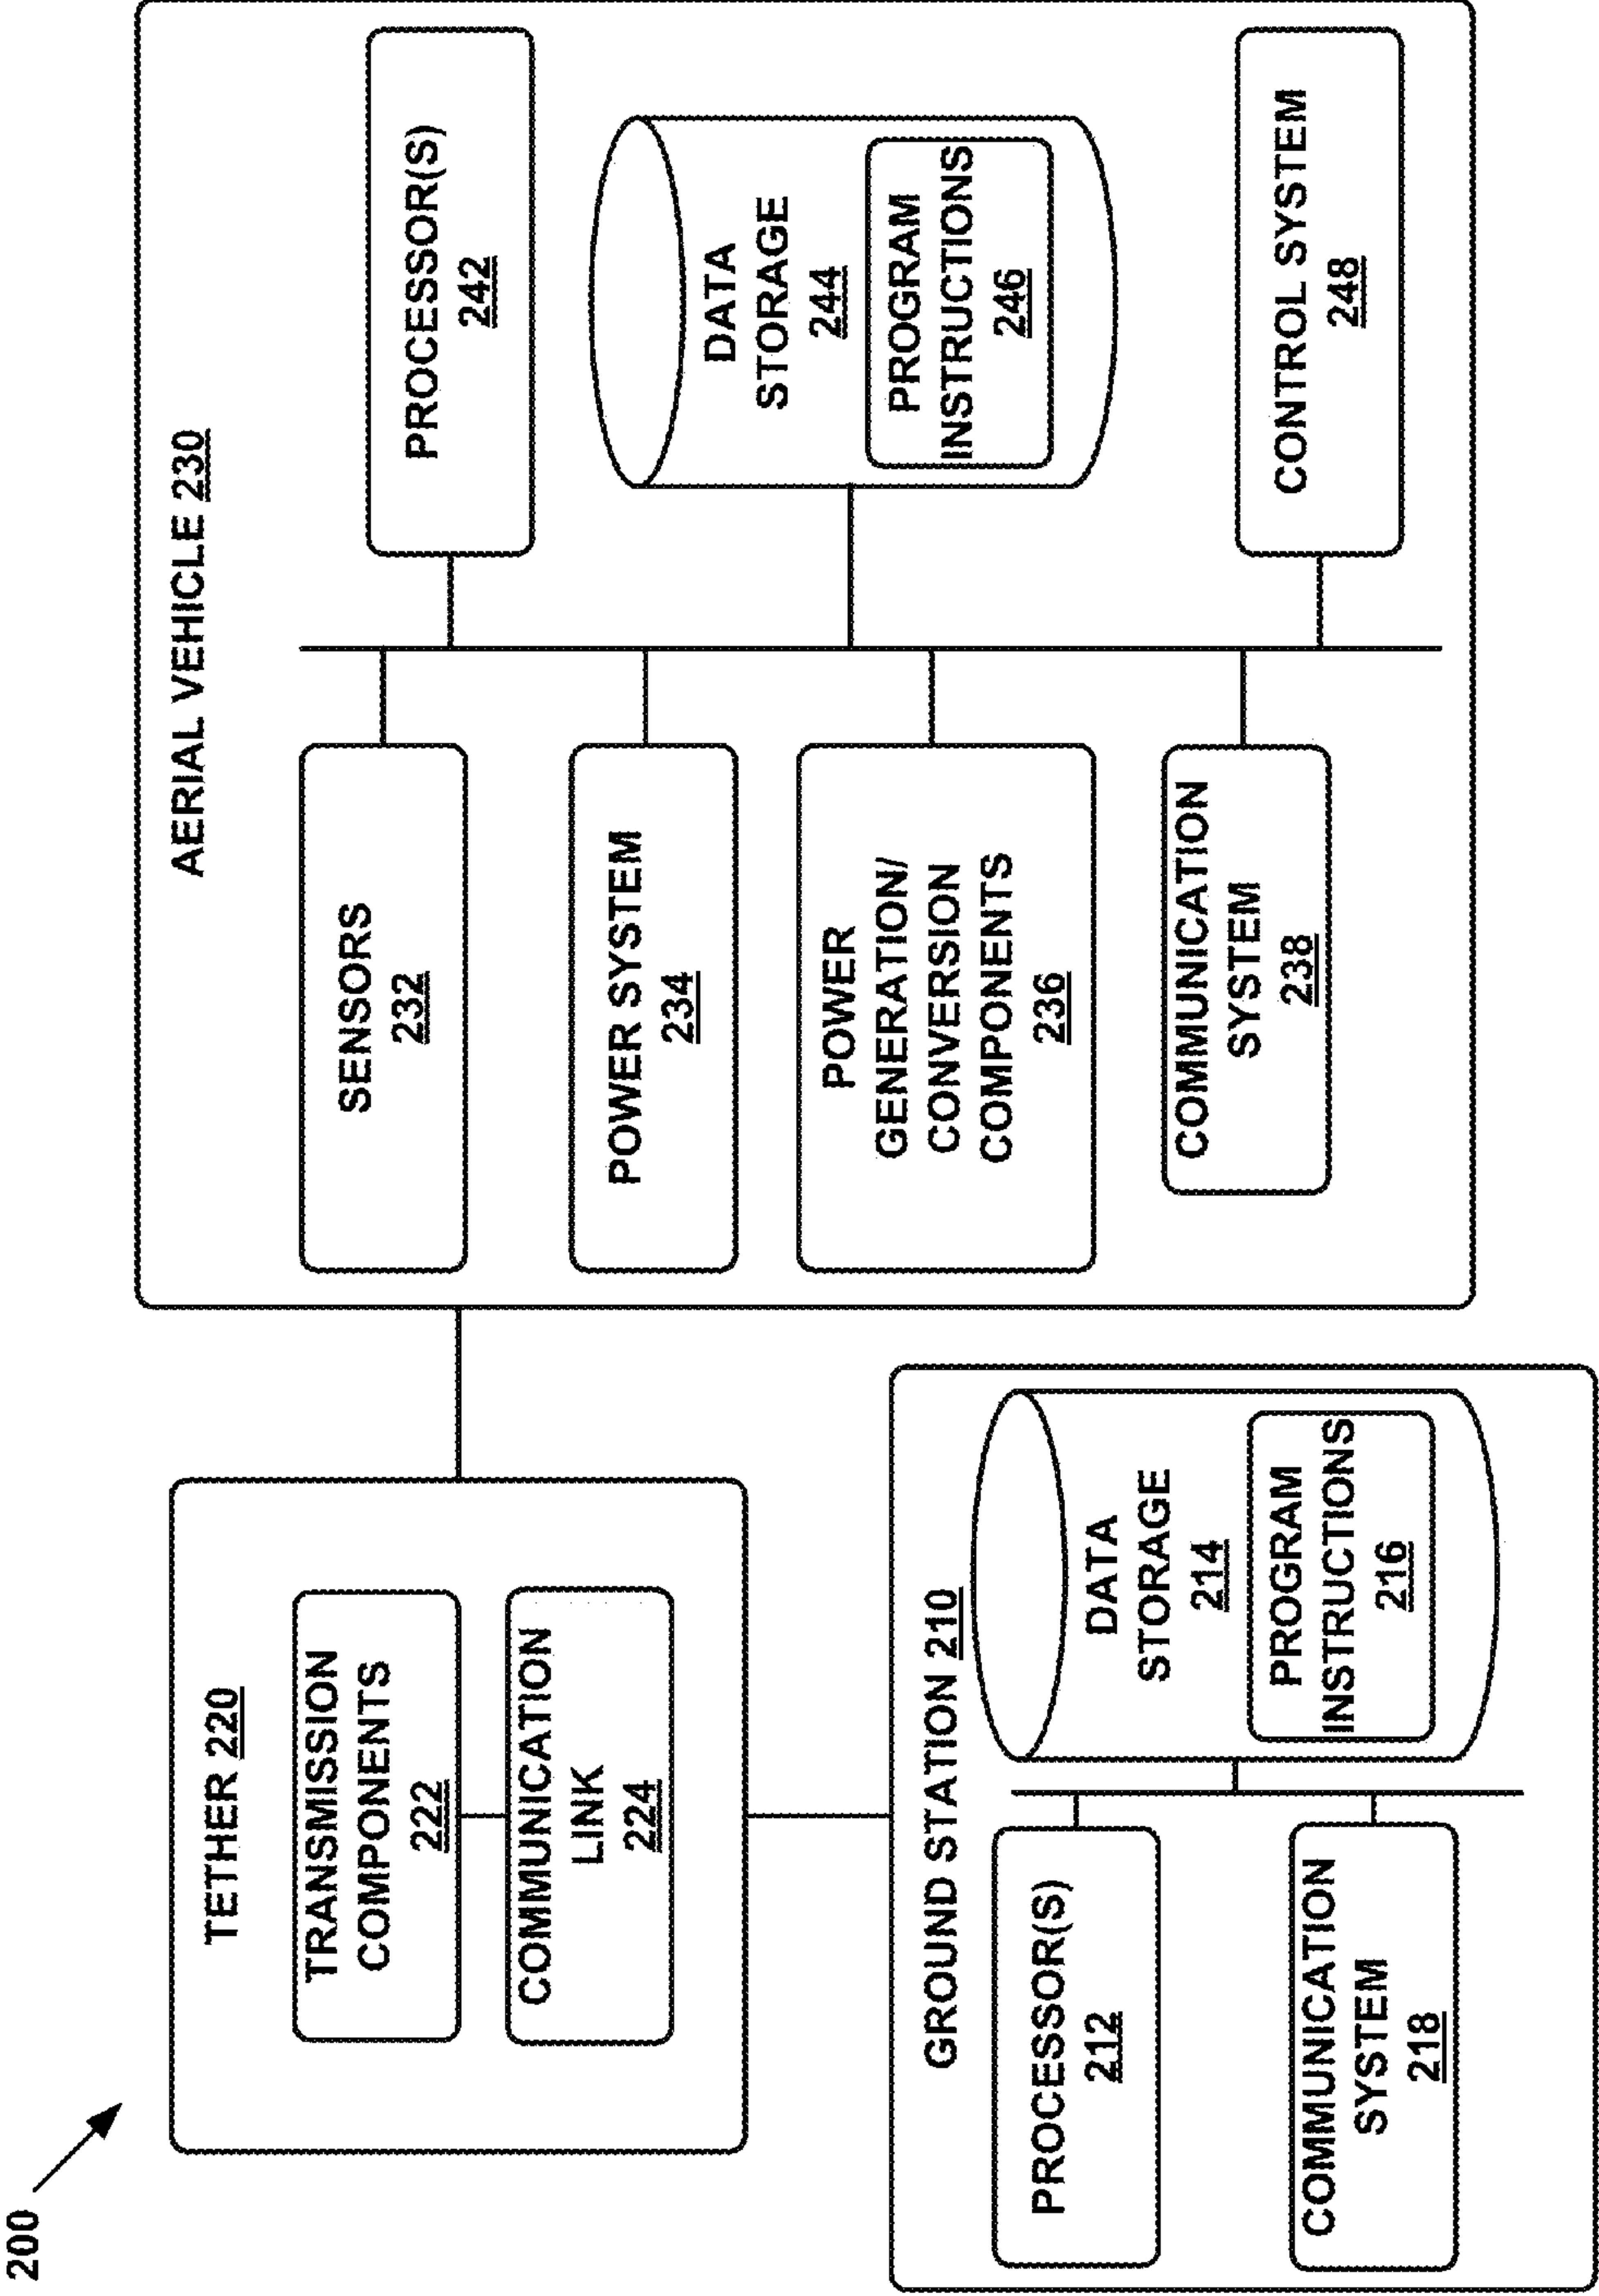 200
TETHER 220
TRANSMISSION
COMPONENTS
222
COMMUNICATION
LINK
224
GROUND STATION 210
PROCESSOR(S)
212
COMMUNICATION
SYSTEM
218
DATA
STORAGE
214
PROGRAM
INSTRUCTIONS
216
AERIAL VEHICLE 230
SENSORS
232
POWER SYSTEM
234
POWER
GENERATION/
CONVERSION
COMPONENTS
236
COMMUNICATION
SYSTEM
238
PROCESSOR(S)
242
DATA
STORAGE
244
PROGRAM
INSTRUCTIONS
246
CONTROL SYSTEM
248